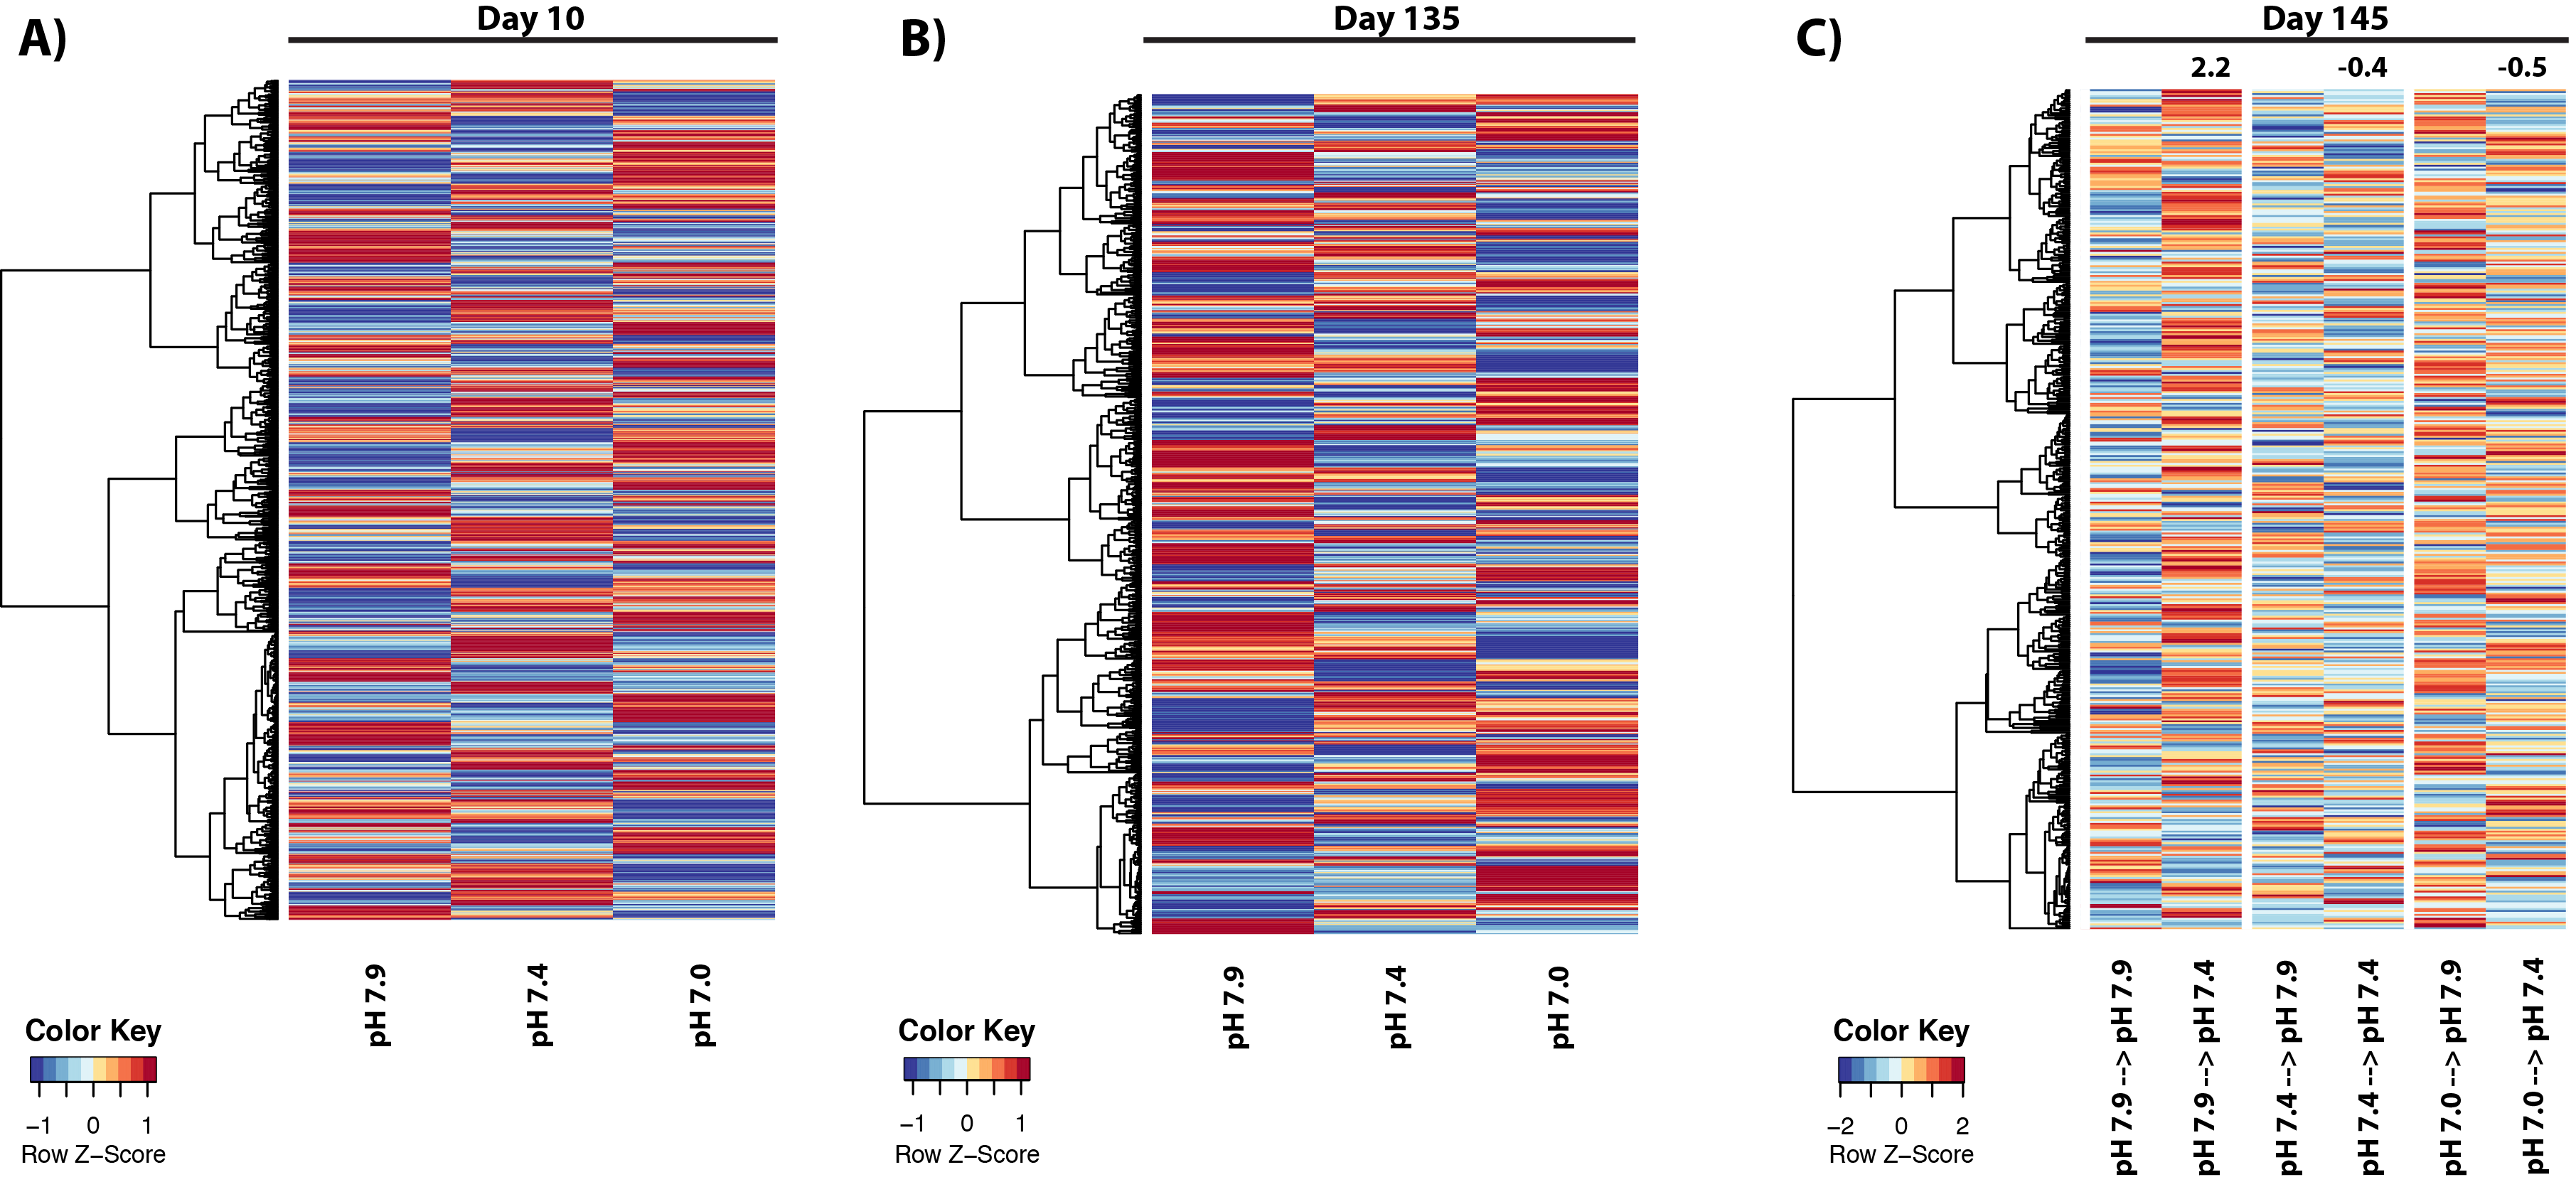 A)
Day 10
pH 7.9
pH 7.4
pH 7.0
Color Key
−1 0 1
Row Z−Score
B)
Day 135
pH 7.9
pH 7.4
pH 7.0
Color Key
−1 0 1
Row Z−Score
C)
Day 145
2.2 -0.4 -0.5
pH 7.9 --> pH 7.9
pH 7.9 --> pH 7.4
pH 7.4 --> pH 7.9
pH 7.4 --> pH 7.4
pH 7.0 --> pH 7.9
pH 7.0 --> pH 7.4
Color Key
−2 0 2
Row Z−Score